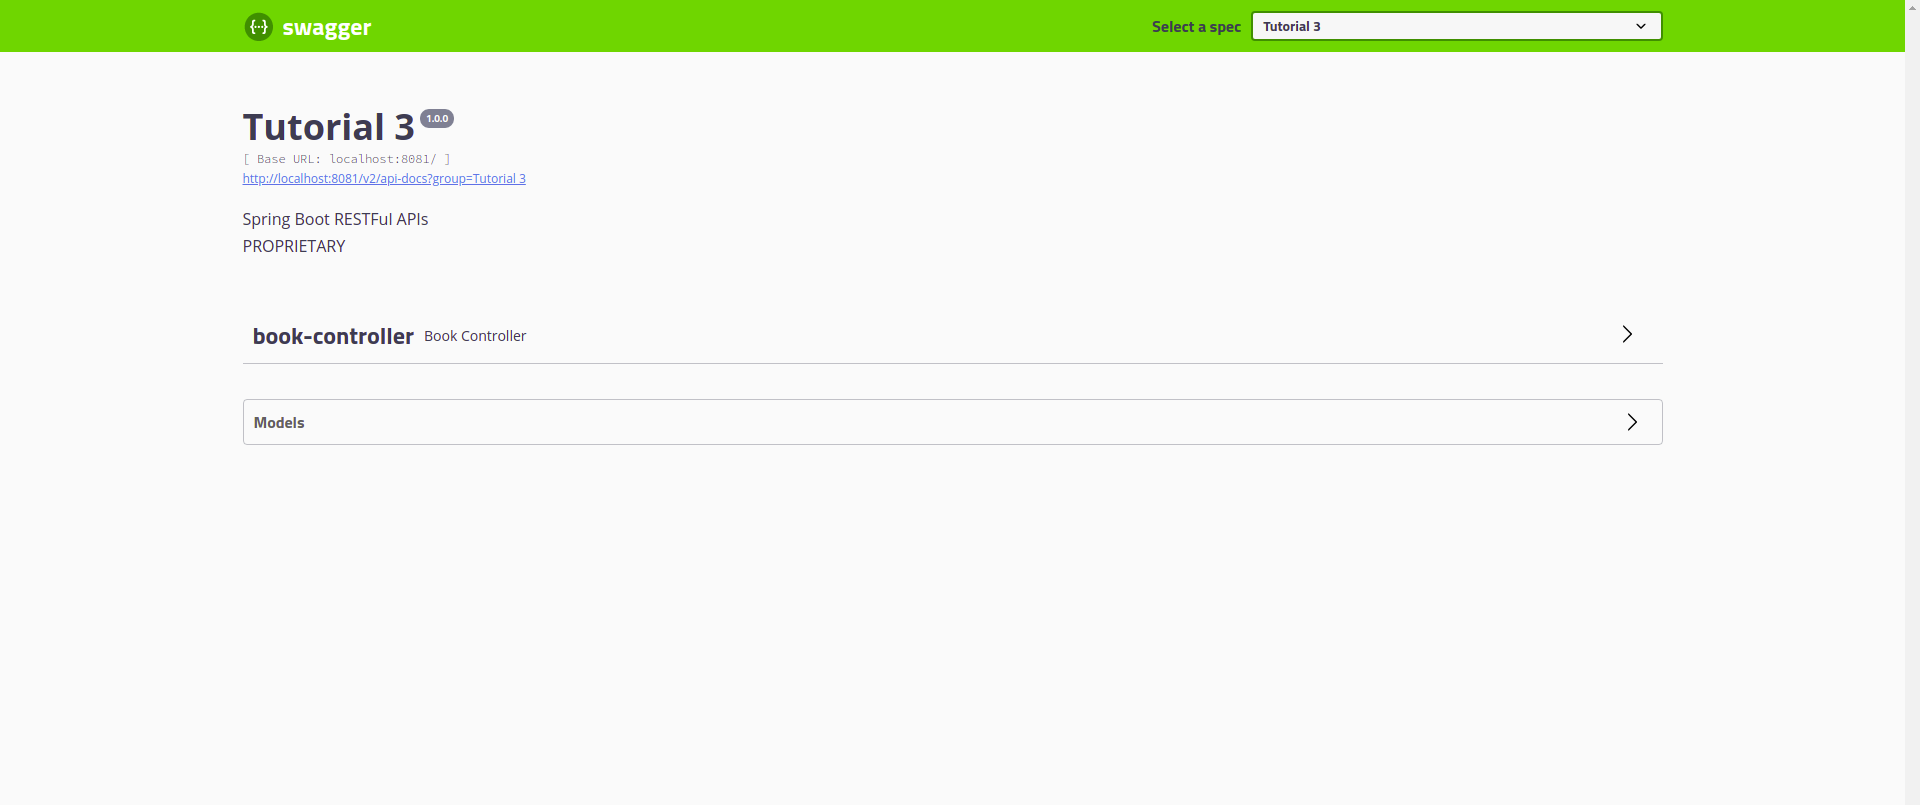 {··} swagger
Select a spec Tutorial 3
Tutorial 3 1.0.0
[ Base URL: localhost:8081/ ]
http://localhost:8081/v2/api-docs?group=Tutorial 3
Spring Boot RESTFul APIs
PROPRIETARY
book-controller Book Controller
Models